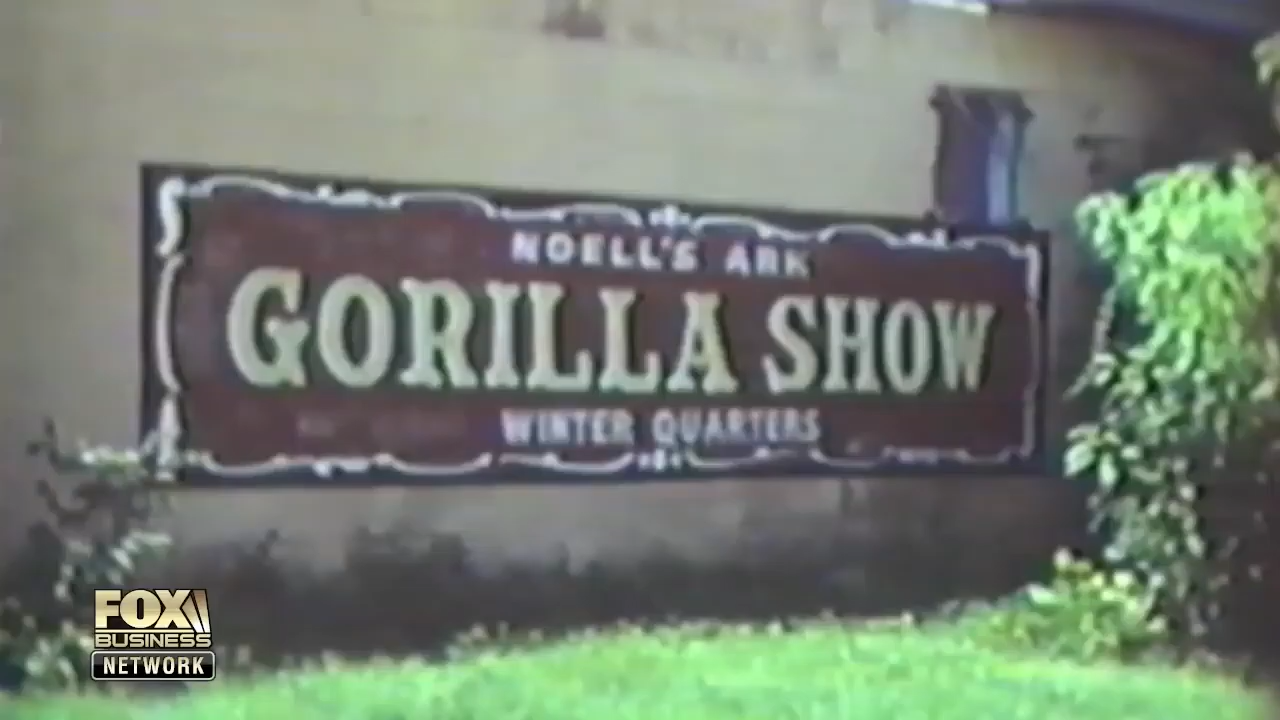 NOELL'S ARK
GORILLA SHOW
WINTER QUARTERS
FOX
BUSINESS
NETWORK